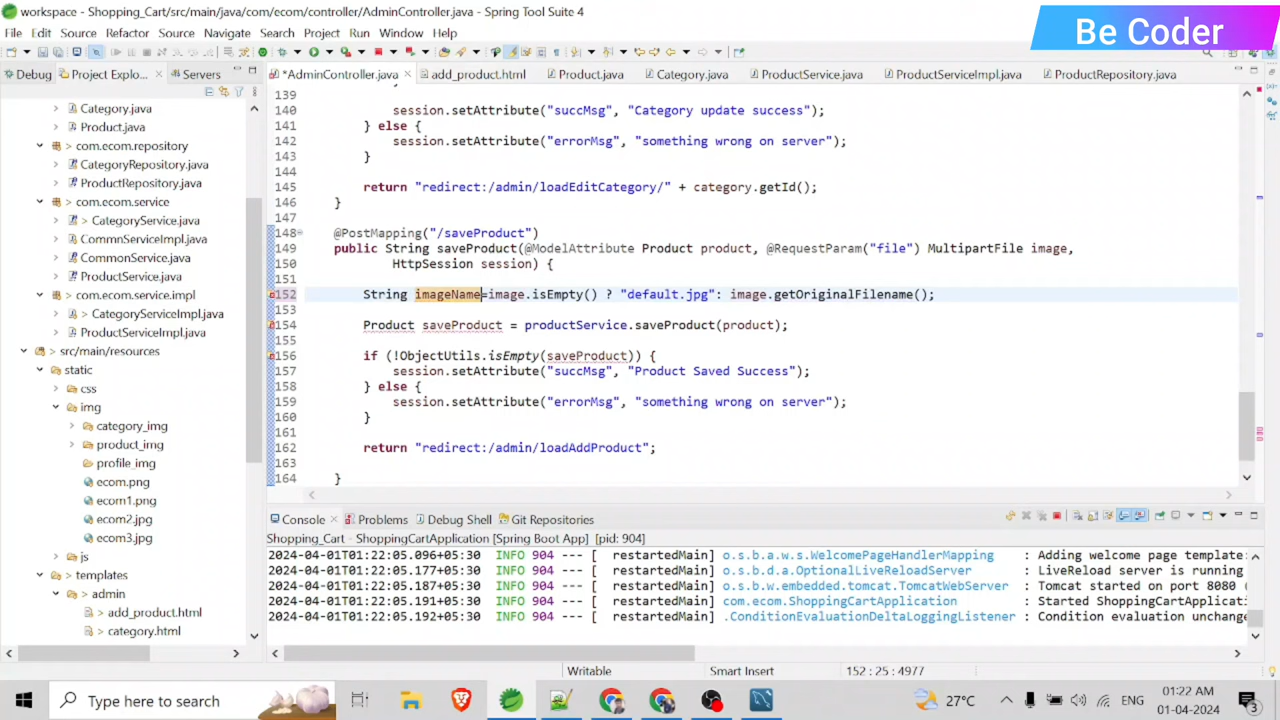 workspace - Shopping_Cart/src/main/java/com/ecom/controller/AdminController.java - Spring Tool Suite 4
Be Coder
File Edit Source Refactor Source Navigate Search Project Run Window Help
Debug Project Explo... Servers
*AdminController.java add_product.html Product.java Category.java ProductService.java ProductServiceImpl.java ProductRepository.java
Category.java
Product.java
com.ecom.repository
CategoryRepository.java
ProductRepository.java
com.ecom.service
CategoryService.java
CommnServiceImpl.java
CommonService.java
ProductService.java
com.ecom.service.impl
CategoryServiceImpl.java
ProductServiceImpl.java
src/main/resources
static
css
img
category_img
product_img
profile_img
ecom.png
ecom1.png
ecom2.jpg
ecom3.jpg
js
templates
admin
add_product.html
category.html
139
140 session.setAttribute("succMsg", "Category update success");
141 } else {
142 session.setAttribute("errorMsg", "something wrong on server");
143 }
144
145 return "redirect:/admin/loadEditCategory/" + category.getId();
146 }
147
148 @PostMapping("/saveProduct")
149 public String saveProduct(@ModelAttribute Product product, @RequestParam("file") MultipartFile image,
150 HttpSession session) {
151
152 String imageName=image.isEmpty() ? "default.jpg": image.getOriginalFilename();
153
154 Product saveProduct = productService.saveProduct(product);
155
156 if (!ObjectUtils.isEmpty(saveProduct)) {
157 session.setAttribute("succMsg", "Product Saved Success");
158 } else {
159 session.setAttribute("errorMsg", "something wrong on server");
160 }
161
162 return "redirect:/admin/loadAddProduct";
163
164 }
Console Problems Debug Shell Git Repositories
Shopping_Cart - ShoppingCartApplication [Spring Boot App] [pid: 904]
2024-04-01T01:22:05.096+05:30 INFO 904 --- [ restartedMain] o.s.b.a.w.s.WelcomePageHandlerMapping : Adding welcome page template:
2024-04-01T01:22:05.177+05:30 INFO 904 --- [ restartedMain] o.s.b.d.a.OptionalLiveReloadServer : LiveReload server is running
2024-04-01T01:22:05.187+05:30 INFO 904 --- [ restartedMain] o.s.b.w.embedded.tomcat.TomcatWebServer : Tomcat started on port 8080 (
2024-04-01T01:22:05.191+05:30 INFO 904 --- [ restartedMain] com.ecom.ShoppingCartApplication : Started ShoppingCartApplicati
2024-04-01T01:22:05.192+05:30 INFO 904 --- [ restartedMain] .ConditionEvaluationDeltaLoggingListener : Condition evaluation unchange
Writable Smart Insert 152 : 25 : 4977
Type here to search
27°C
ENG
01:22 AM
01-04-2024
3